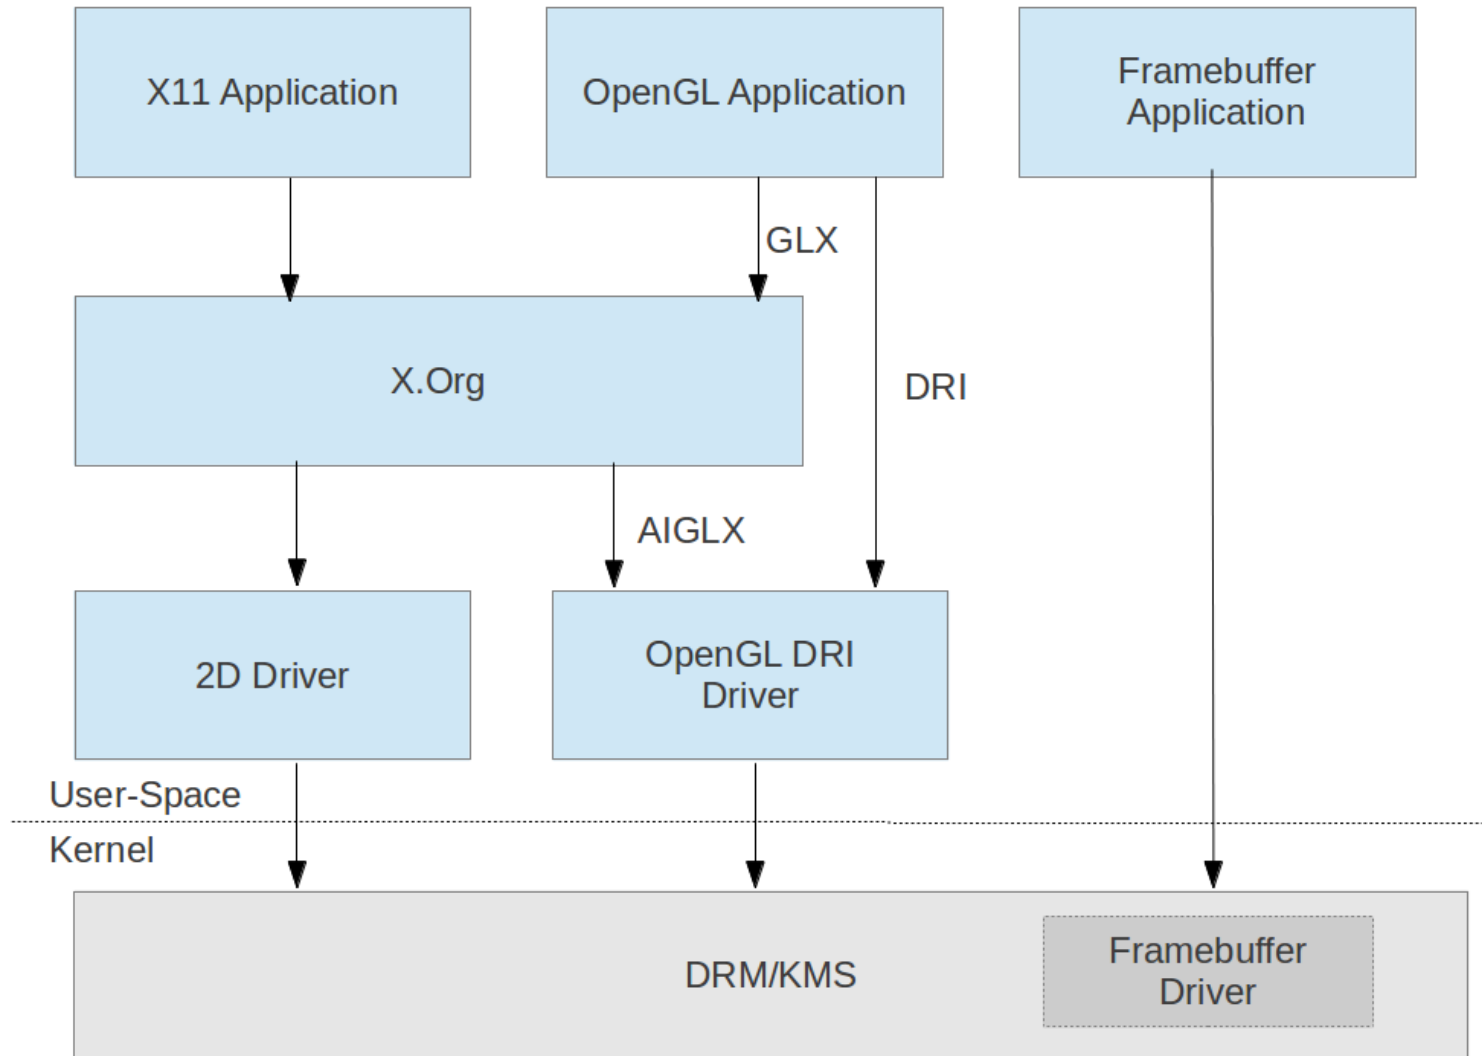 X11 Application
OpenGL Application
Framebuffer
Application
GLX
X.Org
DRI
AIGLX
2D Driver
OpenGL DRI
Driver
User-Space
Kernel
DRM/KMS
Framebuffer
Driver